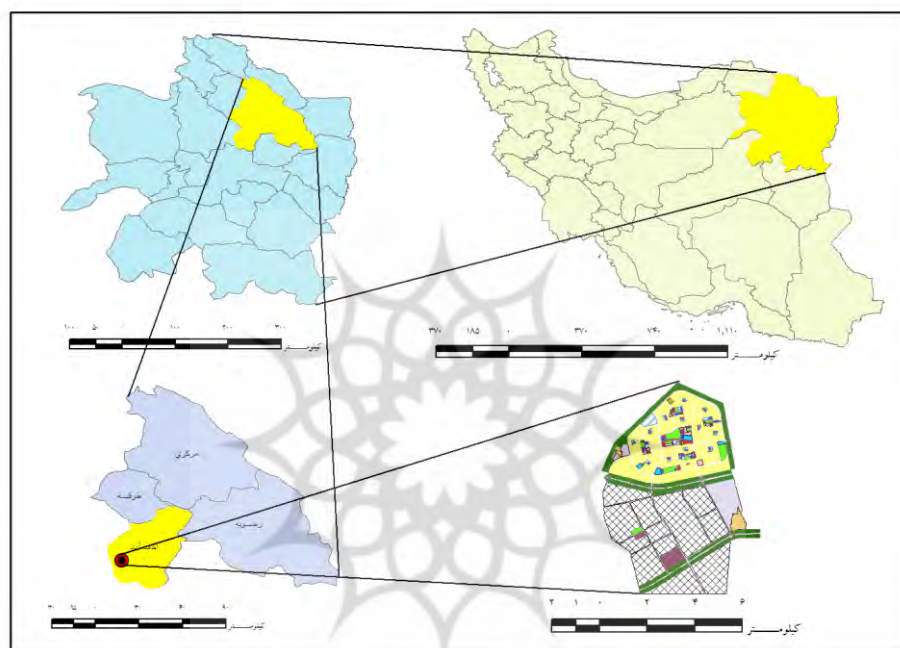 ۱۰۰ ۵۰ ۰ ۱۰۰ ۲۰۰ ۳۰۰
کیلومتر
۳۷۰ ۱۸۵ ۰ ۳۷۰ ۷۴۰ ۱,۱۱۰
کیلومتر
مرکزی
طرقبه
رضویه
۳۰ ۱۵ ۰ ۳۰ ۶۰ ۹۰
کیلومتر
۲ ۱ ۰ ۲ ۴ ۶
کیلومتر